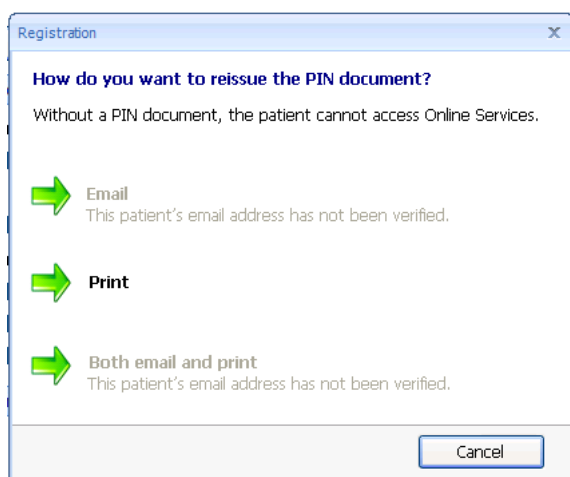 Registration
How do you want to reissue the PIN document?
Without a PIN document, the patient cannot access Online Services.
Email
This patient's email address has not been verified.
Print
Both email and print
This patient's email address has not been verified.
Cancel